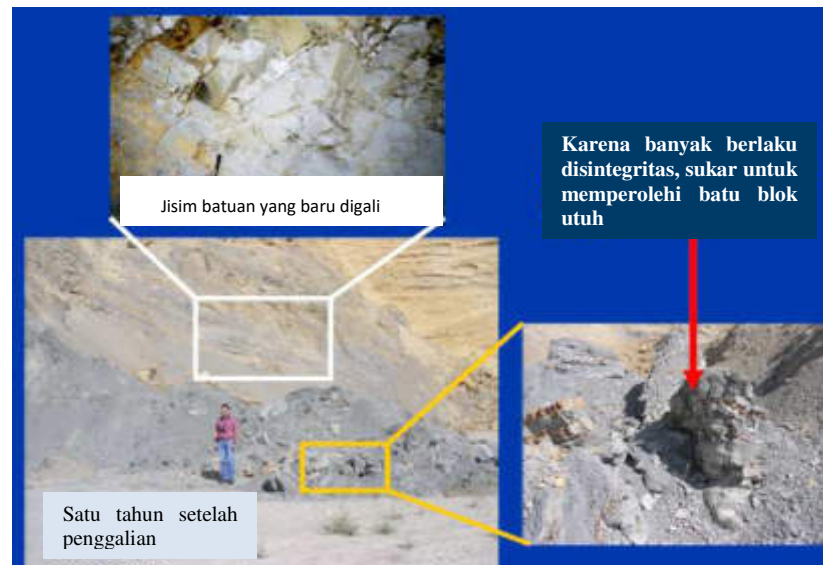 Jisim batuan yang baru digali
Karena banyak berlaku
disintegritas, sukar untuk
memperolehi batu blok
utuh
Satu tahun setelah
penggalian